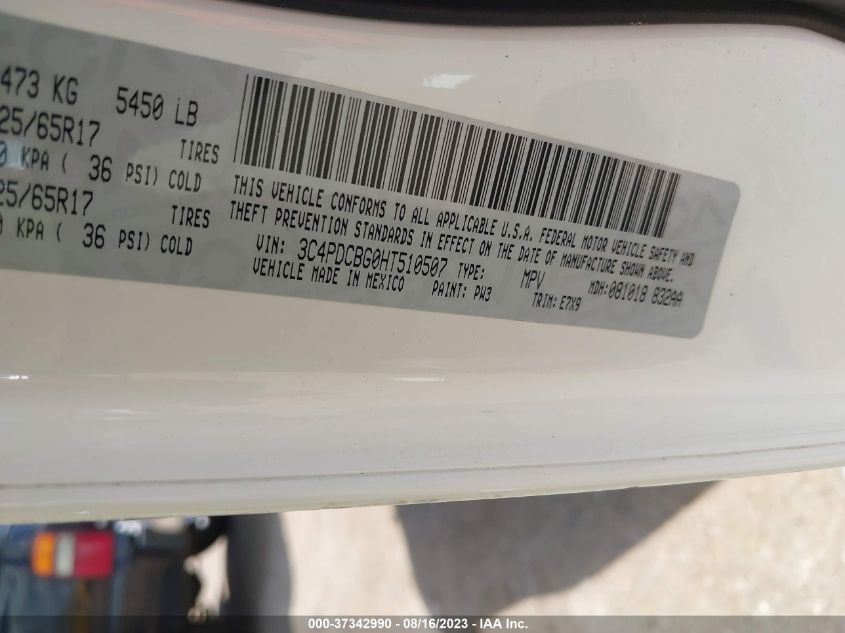 473 KG 5450 LB
25/65R17 TIRES
0 KPA ( 36 PSI) COLD
25/65R17 TIRES
0 KPA ( 36 PSI) COLD
THIS VEHICLE CONFORMS TO ALL APPLICABLE U.S.A. FEDERAL MOTOR VEHICLE SAFETY AND
THEFT PREVENTION STANDARDS IN EFFECT ON THE DATE OF MANUFACTURE SHOWN ABOVE.
VIN: 3C4PDCBG0HT510507 TYPE: MPV MDH:081018 832AA
VEHICLE MADE IN MEXICO PAINT: PW3 TRIM: E7X9
000-37342990 - 08/16/2023 - IAA Inc.